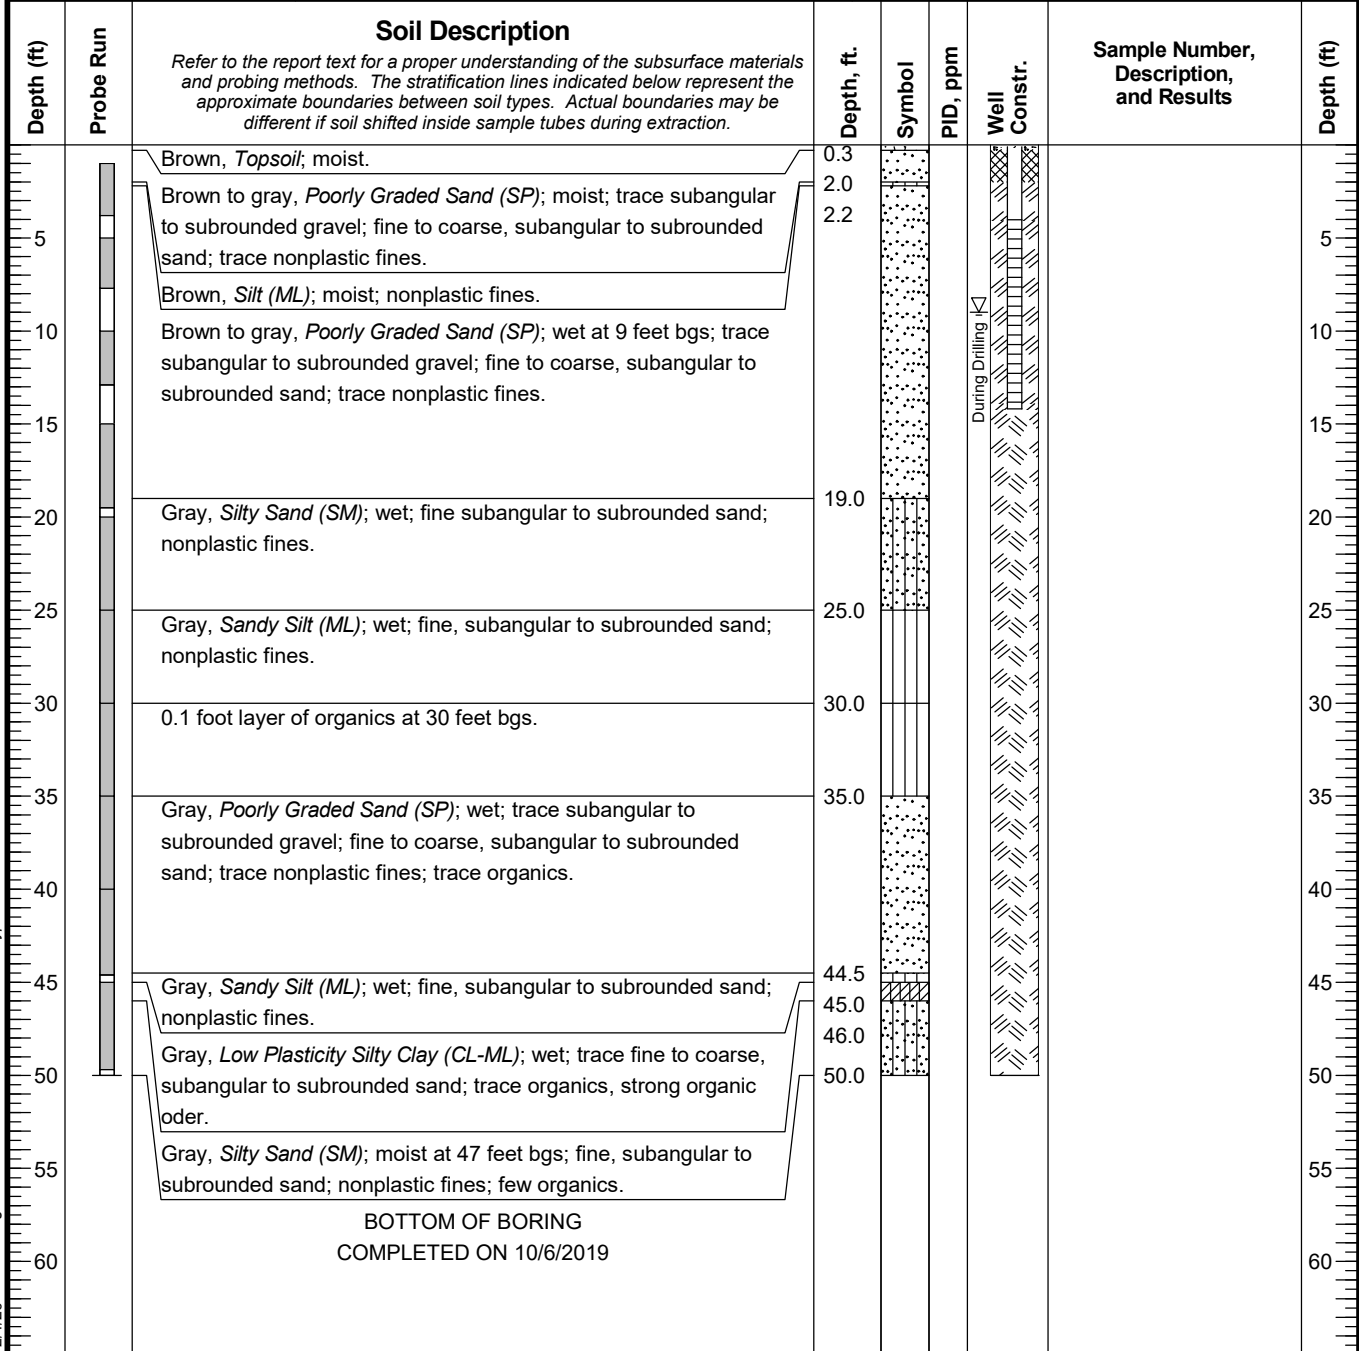 Depth (ft)
Probe Run
Soil Description
Refer to the report text for a proper understanding of the subsurface materials
and probing methods. The stratification lines indicated below represent the
approximate boundaries between soil types. Actual boundaries may be
different if soil shifted inside sample tubes during extraction.
Depth, ft.
Symbol
PID, ppm
Well
Constr.
Sample Number,
Description,
and Results
Depth (ft)
Brown, Topsoil; moist.
0.3
Brown to gray, Poorly Graded Sand (SP); moist; trace subangular
to subrounded gravel; fine to coarse, subangular to subrounded
sand; trace nonplastic fines.
2.0
2.2
5
5
Brown, Silt (ML); moist; nonplastic fines.
Brown to gray, Poorly Graded Sand (SP); wet at 9 feet bgs; trace
subangular to subrounded gravel; fine to coarse, subangular to
subrounded sand; trace nonplastic fines.
During Drilling
10
10
15
15
19.0
Gray, Silty Sand (SM); wet; fine subangular to subrounded sand;
nonplastic fines.
20
20
25
25.0
25
Gray, Sandy Silt (ML); wet; fine, subangular to subrounded sand;
nonplastic fines.
30
30.0
30
0.1 foot layer of organics at 30 feet bgs.
35
35.0
35
Gray, Poorly Graded Sand (SP); wet; trace subangular to
subrounded gravel; fine to coarse, subangular to subrounded
sand; trace nonplastic fines; trace organics.
40
40
44.5
45
45
Gray, Sandy Silt (ML); wet; fine, subangular to subrounded sand;
nonplastic fines.
45.0
46.0
Gray, Low Plasticity Silty Clay (CL-ML); wet; trace fine to coarse,
subangular to subrounded sand; trace organics, strong organic
oder.
50
50.0
50
Gray, Silty Sand (SM); moist at 47 feet bgs; fine, subangular to
subrounded sand; nonplastic fines; few organics.
55
55
BOTTOM OF BORING
COMPLETED ON 10/6/2019
60
60